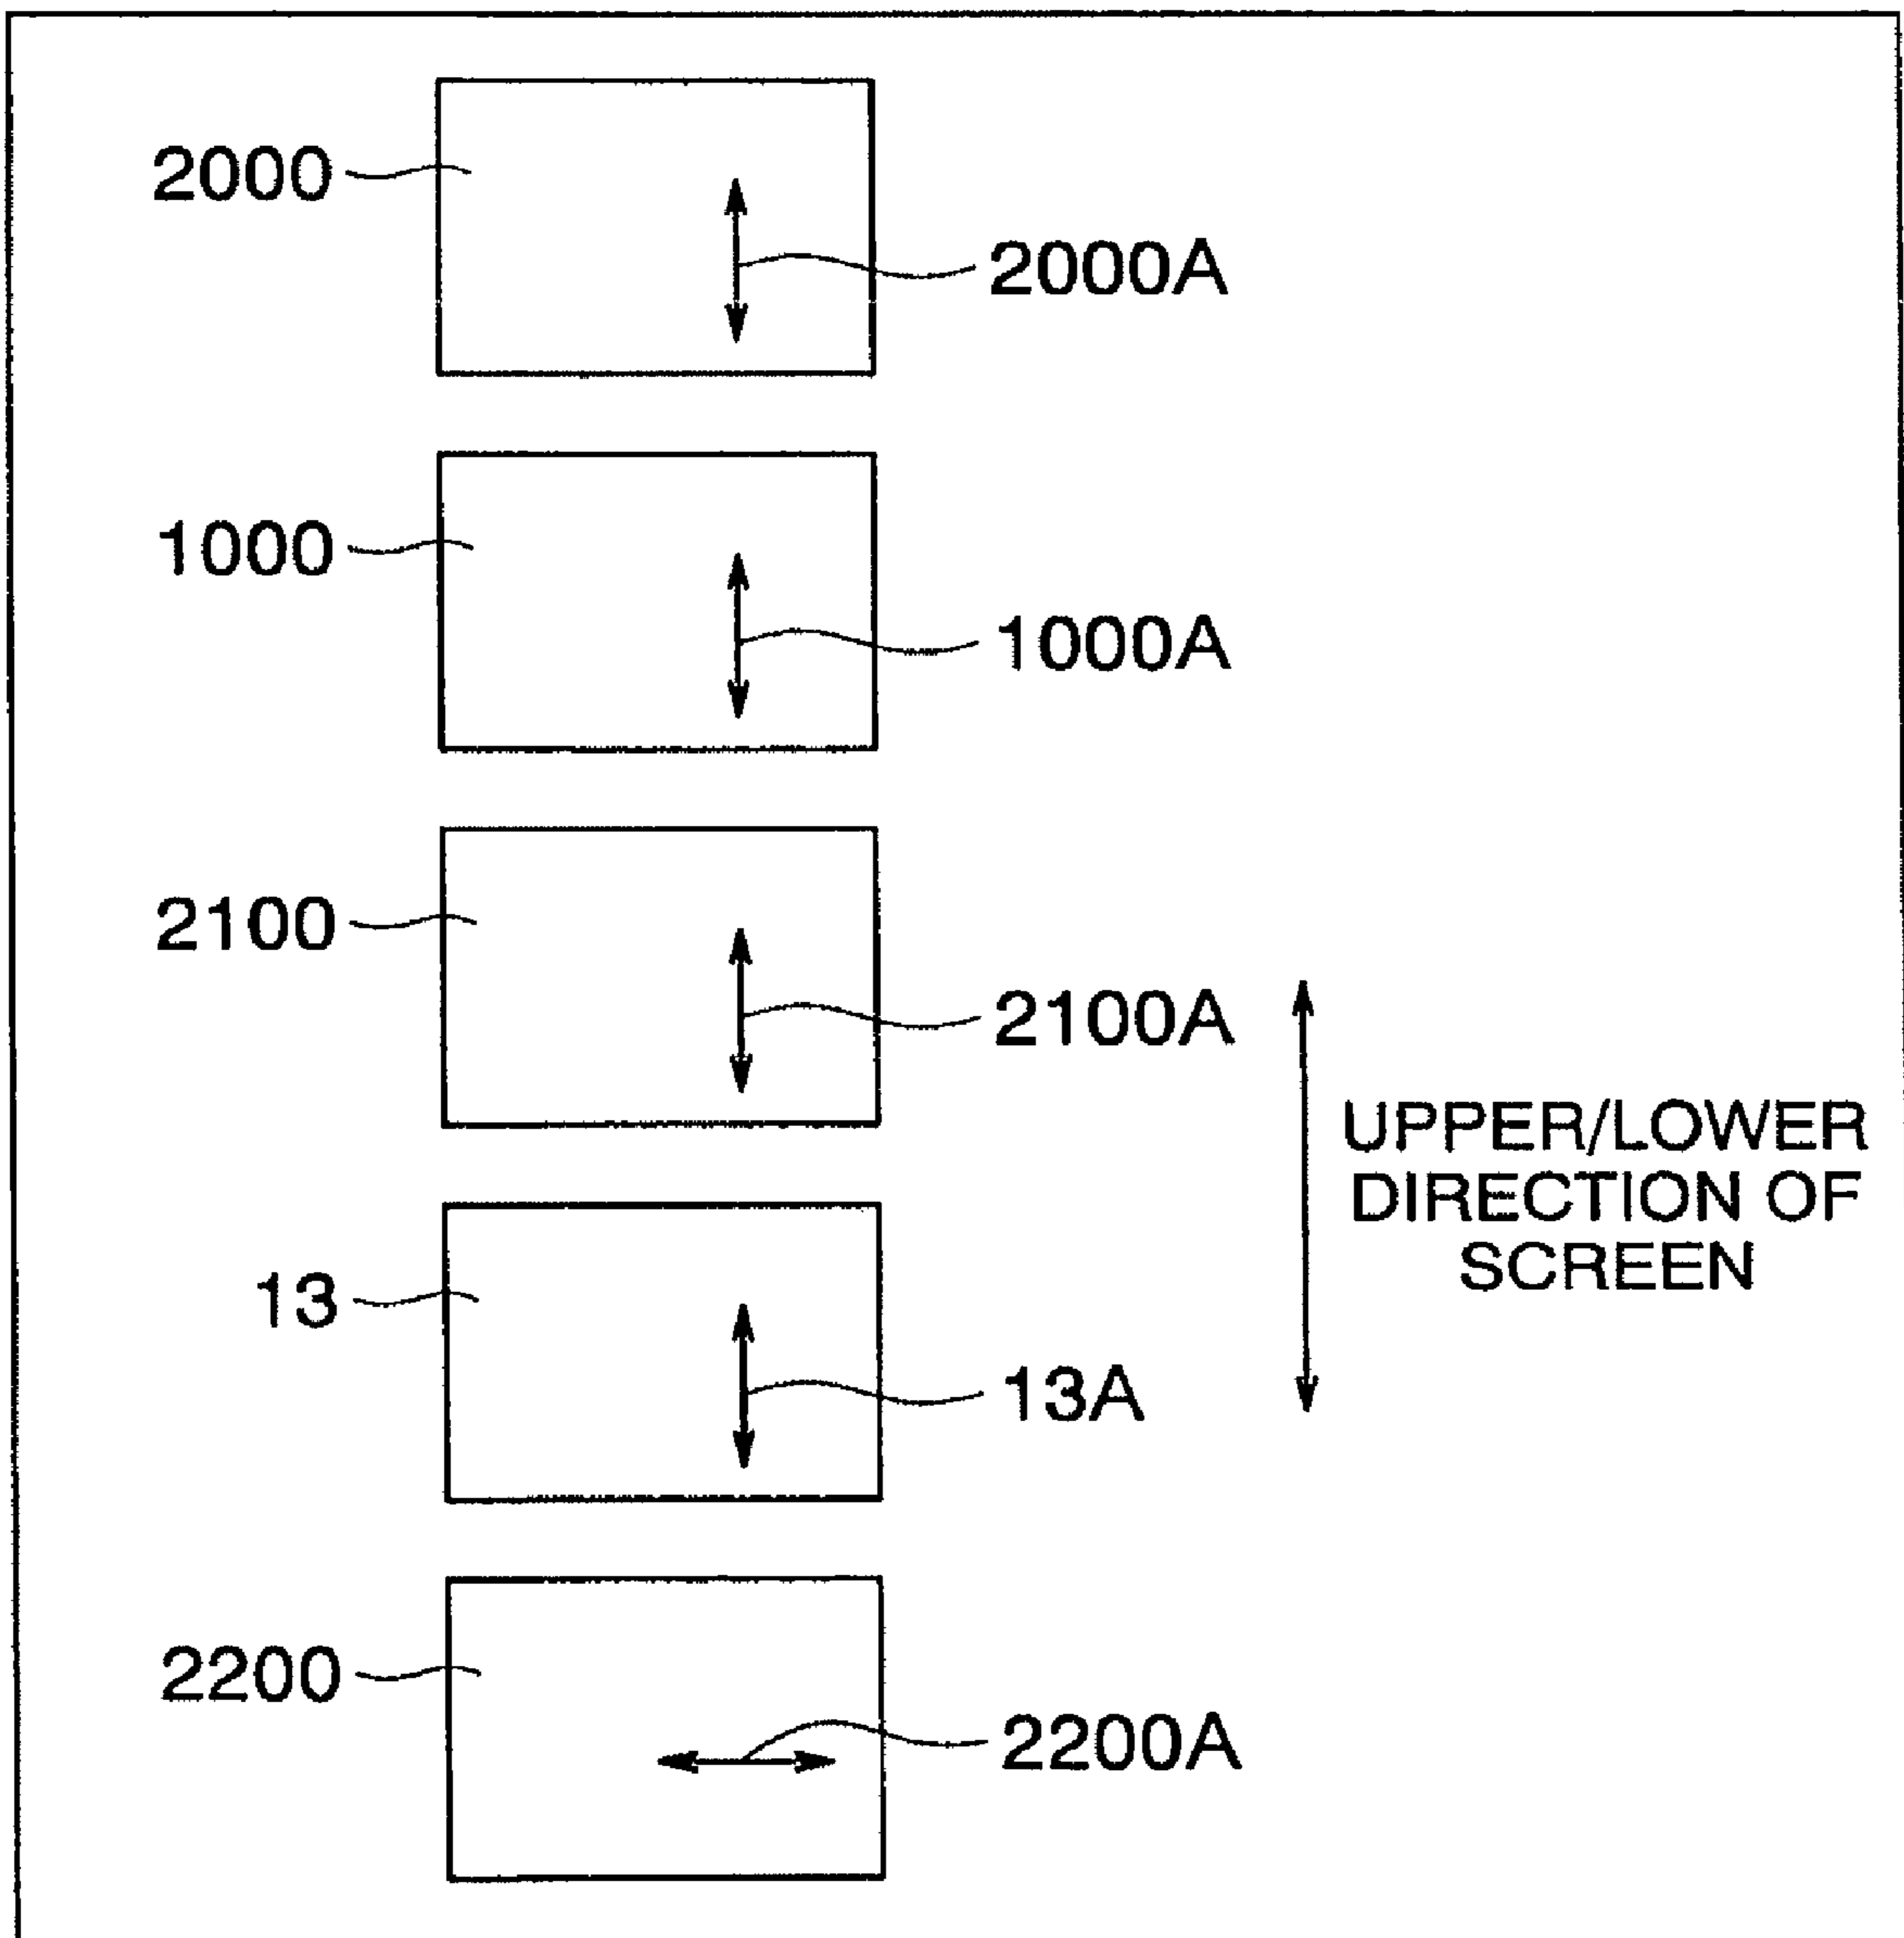 2000
2000A
1000
1000A
2100
2100A
UPPER/LOWER
DIRECTION OF
SCREEN
13
13A
2200
2200A